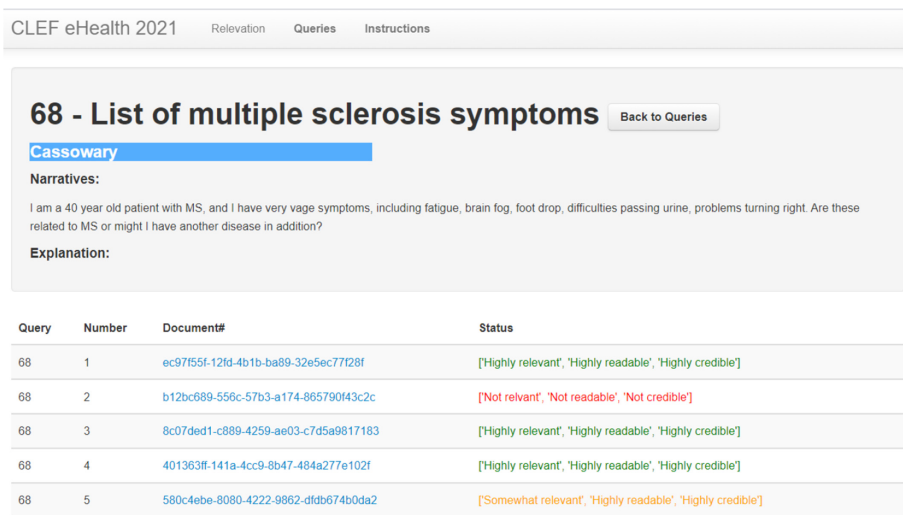 CLEF eHealth 2021 Relevation Queries Instructions
68 - List of multiple sclerosis symptoms Back to Queries
Cassowary
Narratives:
I am a 40 year old patient with MS, and I have very vage symptoms, including fatigue, brain fog, foot drop, difficulties passing urine, problems turning right. Are these
related to MS or might I have another disease in addition?
Explanation:
Query Number Document# Status
68 1 ec97f55f-12fd-4b1b-ba89-32e5ec77f28f ['Highly relevant', 'Highly readable', 'Highly credible']
68 2 b12bc689-556c-57b3-a174-865790f43c2c ['Not relvant', 'Not readable', 'Not credible']
68 3 8c07ded1-c889-4259-ae03-c7d5a9817183 ['Highly relevant', 'Highly readable', 'Highly credible']
68 4 401363ff-141a-4cc9-8b47-484a277e102f ['Highly relevant', 'Highly readable', 'Highly credible']
68 5 580c4ebe-8080-4222-9862-dfdb674b0da2 ['Somewhat relevant', 'Highly readable', 'Highly credible']